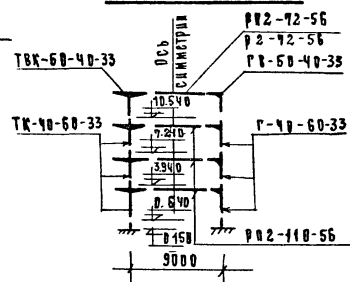 РП2-72-56
Р2-72-56
ТВК-60-40-33
Ось
симметрии
ГВ-60-40-33
10.540
ТК-40-60-33
7.240
Г-40-60-33
3.940
0.640
0.150
РП2-110-56
9000